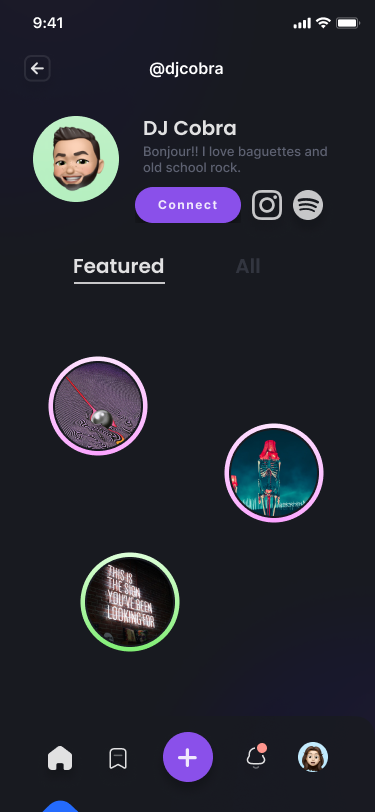 9:41
@djcobra
DJ Cobra
Bonjour!! I love baguettes and
old school rock.
Connect
Featured
All
THIS IS
THE SIGN
YOU'VE BEEN
LOOKING FOR